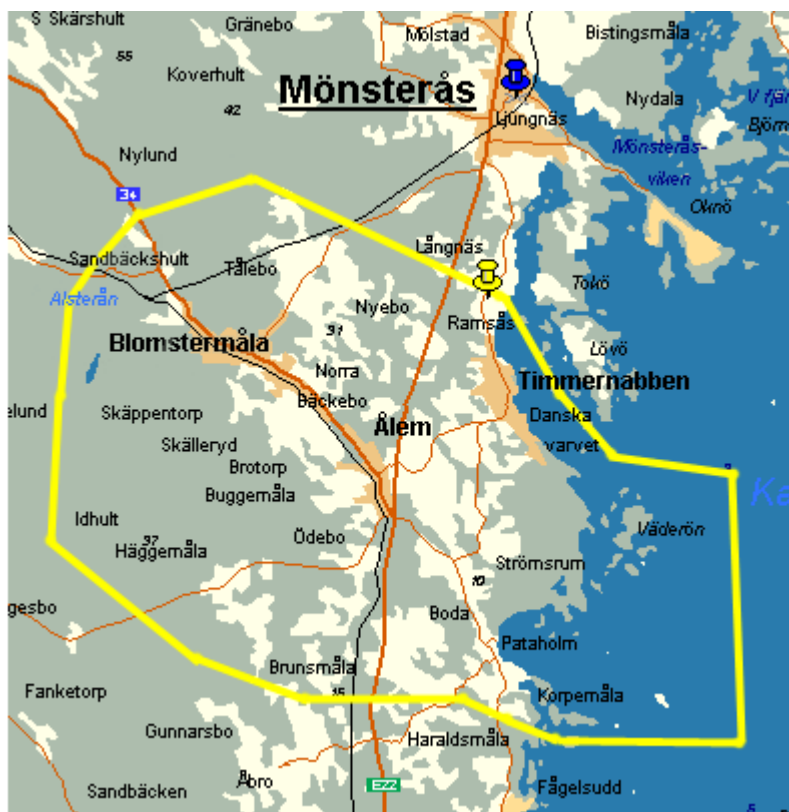 S Skärshult
Gränebo
Molstad
Bistingsmåla
55
Koverhult
Mönsterås
Nydala
V fjär
42
Ljungnäs
Björn
Nylund
Mönsterås-
viken
34
Oknö
Sandbäckshult
Tålebo
Långnäs
Tokö
Alsterån
Nyebo
Ramsås
31
Blomstermåla
Lövö
Norra
Bäckebo
Timmernabben
elund
Skäppentorp
Ålem
Danska
varvet
Skälleryd
Brotorp
Buggemåla
Ka
Idhult
Väderön
37
Häggemåla
Ödebo
Strömsrum
10
gesbo
Boda
Pataholm
Brunsmåla
Fanketorp
15
Korpemåla
Gunnarsbo
Haraldsmåla
Åbro
Sandbäcken
E22
Fågelsudd
5